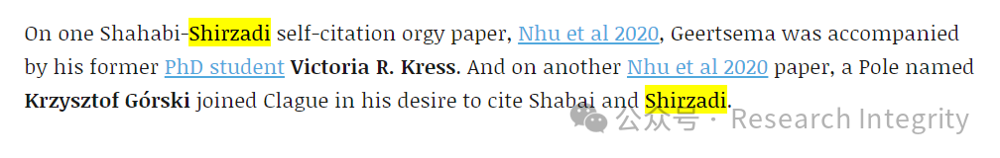 On one Shahabi-Shirzadi self-citation orgy paper, Nhu et al 2020, Geertsema was accompanied
by his former PhD student Victoria R. Kress. And on another Nhu et al 2020 paper, a Pole named
Krzysztof Górski joined Clague in his desire to cite Shabai and Shirzadi.
公众号 · Research Integrity